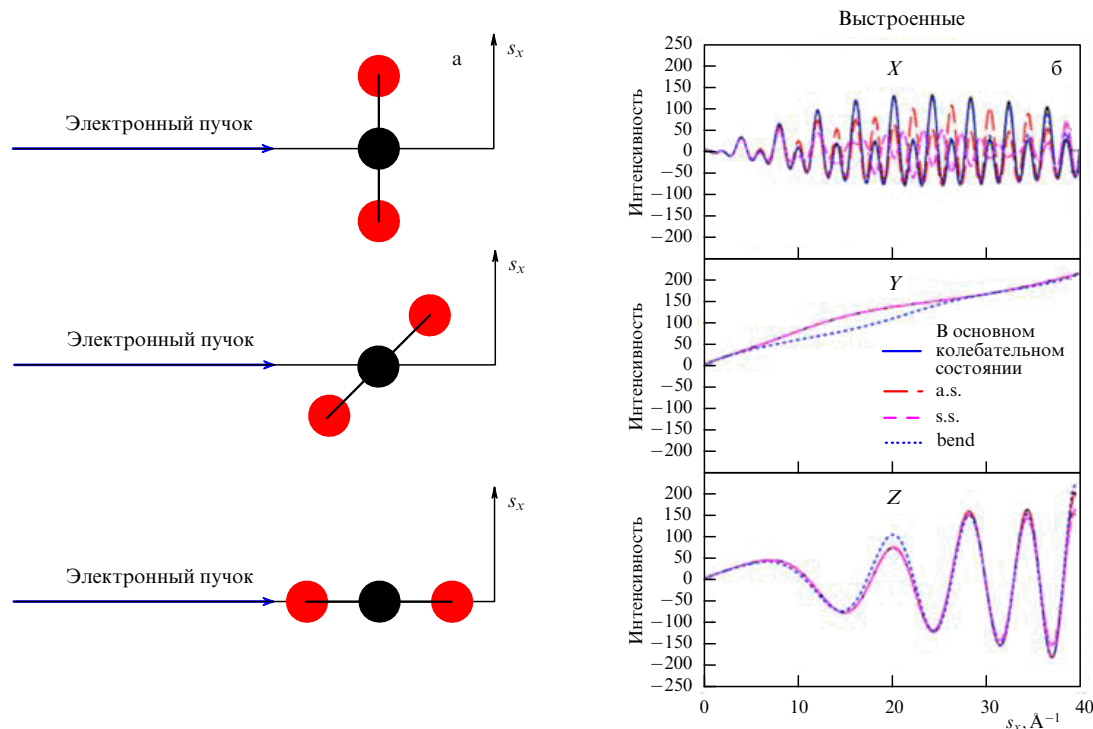 a
s_x
Электронный пучок
s_x
Электронный пучок
s_x
Электронный пучок
Выстроенные
X
б
Интенсивность
250
200
150
100
50
0
−50
−100
−150
−200
Y
Интенсивность
200
150
100
50
0
−50
−100
−150
−200
В основном
колебательном
состоянии
a.s.
s.s.
bend
Z
Интенсивность
200
150
100
50
0
−50
−100
−150
−200
−250
0
10
20
30
40
s_x, Å⁻¹